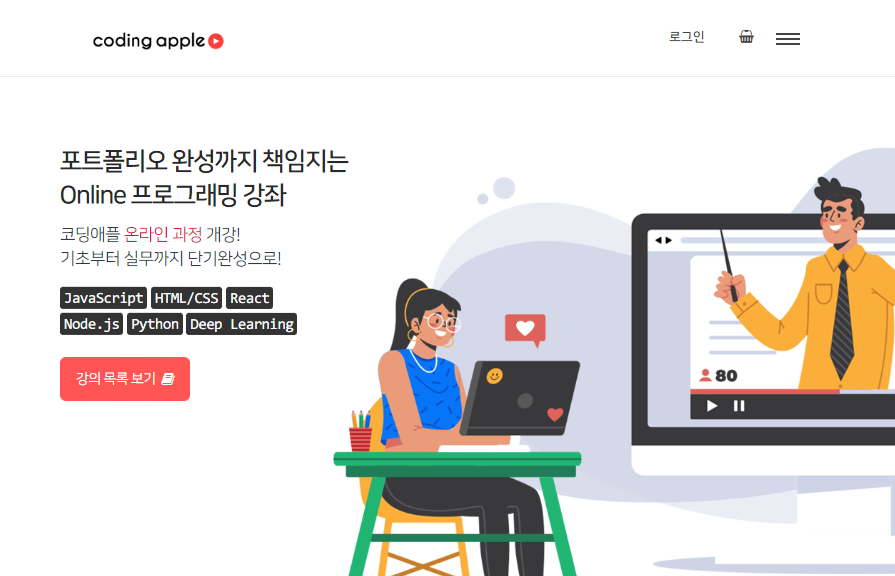 coding apple
로그인
포트폴리오 완성까지 책임지는
Online 프로그래밍 강좌
코딩애플 온라인 과정 개강!
기초부터 실무까지 단기완성으로!
JavaScript HTML/CSS React
Node.js Python Deep Learning
강의 목록 보기
80